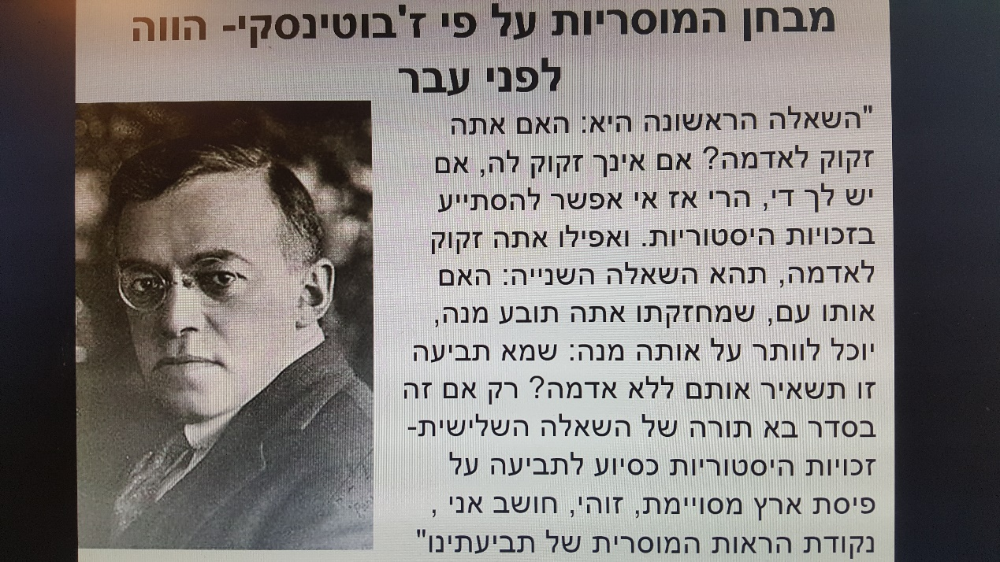 מבחן המוסריות על פי ז'בוטינסקי- הווה
לפני עבר
"השאלה הראשונה היא: האם אתה
זקוק לאדמה? אם אינך זקוק לה, אם
יש לך די, הרי אז אי אפשר להסתייע
בזכויות היסטוריות. ואפילו אתה זקוק
לאדמה, תהא השאלה השנייה: האם
אותו עם, שמחזקתו אתה תובע מנה,
יוכל לוותר על אותה מנה: שמא תביעה
זו תשאיר אותם ללא אדמה? רק אם זה
בסדר בא תורה של השאלה השלישית-
זכויות היסטוריות כסיוע לתביעה על
פיסת ארץ מסויימת, זוהי, חושב אני ,
נקודת הראות המוסרית של תביעתינו"